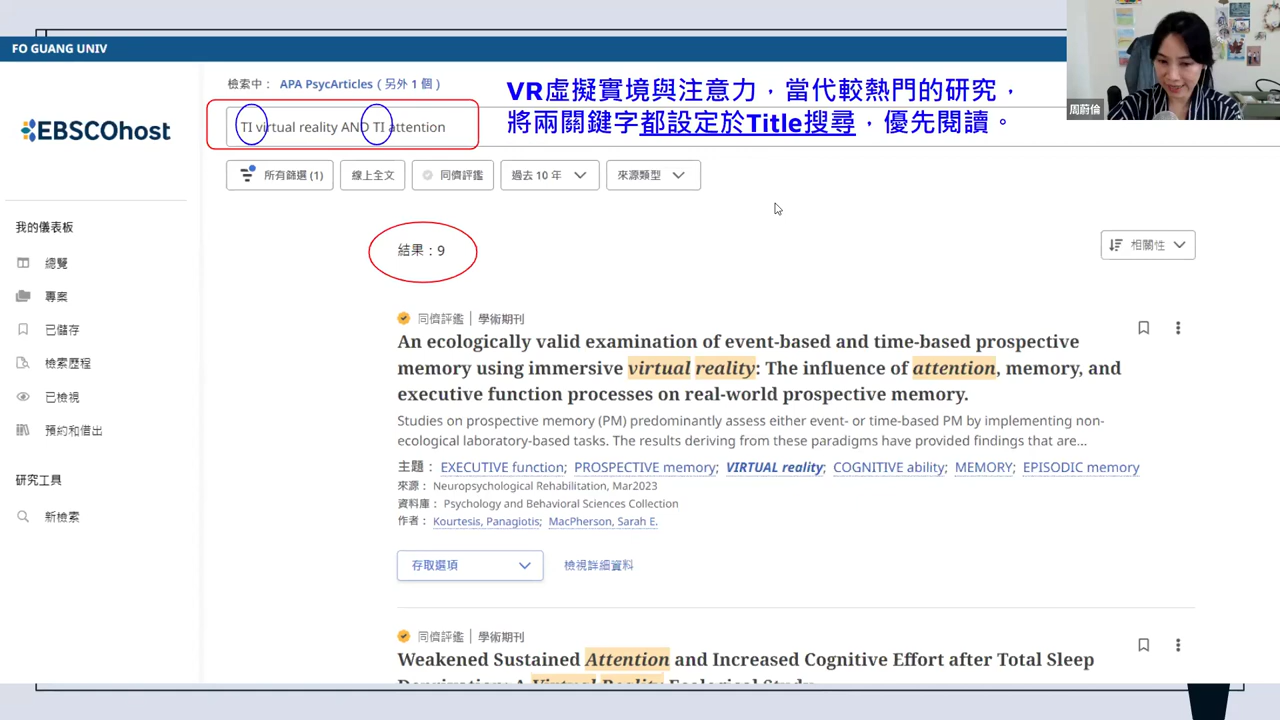 FO GUANG UNIV
檢索中： APA PsycArticles ( 另外 1 個 )
VR虛擬實境與注意力，當代較熱門的研究，
將兩關鍵字都設定於Title搜尋，優先閱讀。
周蔚倫
EBSCOhost
TI virtual reality AND TI attention
所有篩選 (1) 線上全文 同儕評鑑 過去 10 年 來源類型
我的儀表板
總覽
專案
已儲存
檢索歷程
已檢視
預約和借出
研究工具
新檢索
結果：9
相關性
同儕評鑑 | 學術期刊
An ecologically valid examination of event-based and time-based prospective
memory using immersive virtual reality: The influence of attention, memory, and
executive function processes on real-world prospective memory.
Studies on prospective memory (PM) predominantly assess either event- or time-based PM by implementing non-
ecological laboratory-based tasks. The results deriving from these paradigms have provided findings that are...
主題： EXECUTIVE function; PROSPECTIVE memory; VIRTUAL reality; COGNITIVE ability; MEMORY; EPISODIC memory
來源： Neuropsychological Rehabilitation, Mar2023
資料庫： Psychology and Behavioral Sciences Collection
作者： Kourtesis, Panagiotis; MacPherson, Sarah E.
存取選項 檢視詳細資料
同儕評鑑 | 學術期刊
Weakened Sustained Attention and Increased Cognitive Effort after Total Sleep
Deprivation: A Virtual Reality Ecological Study